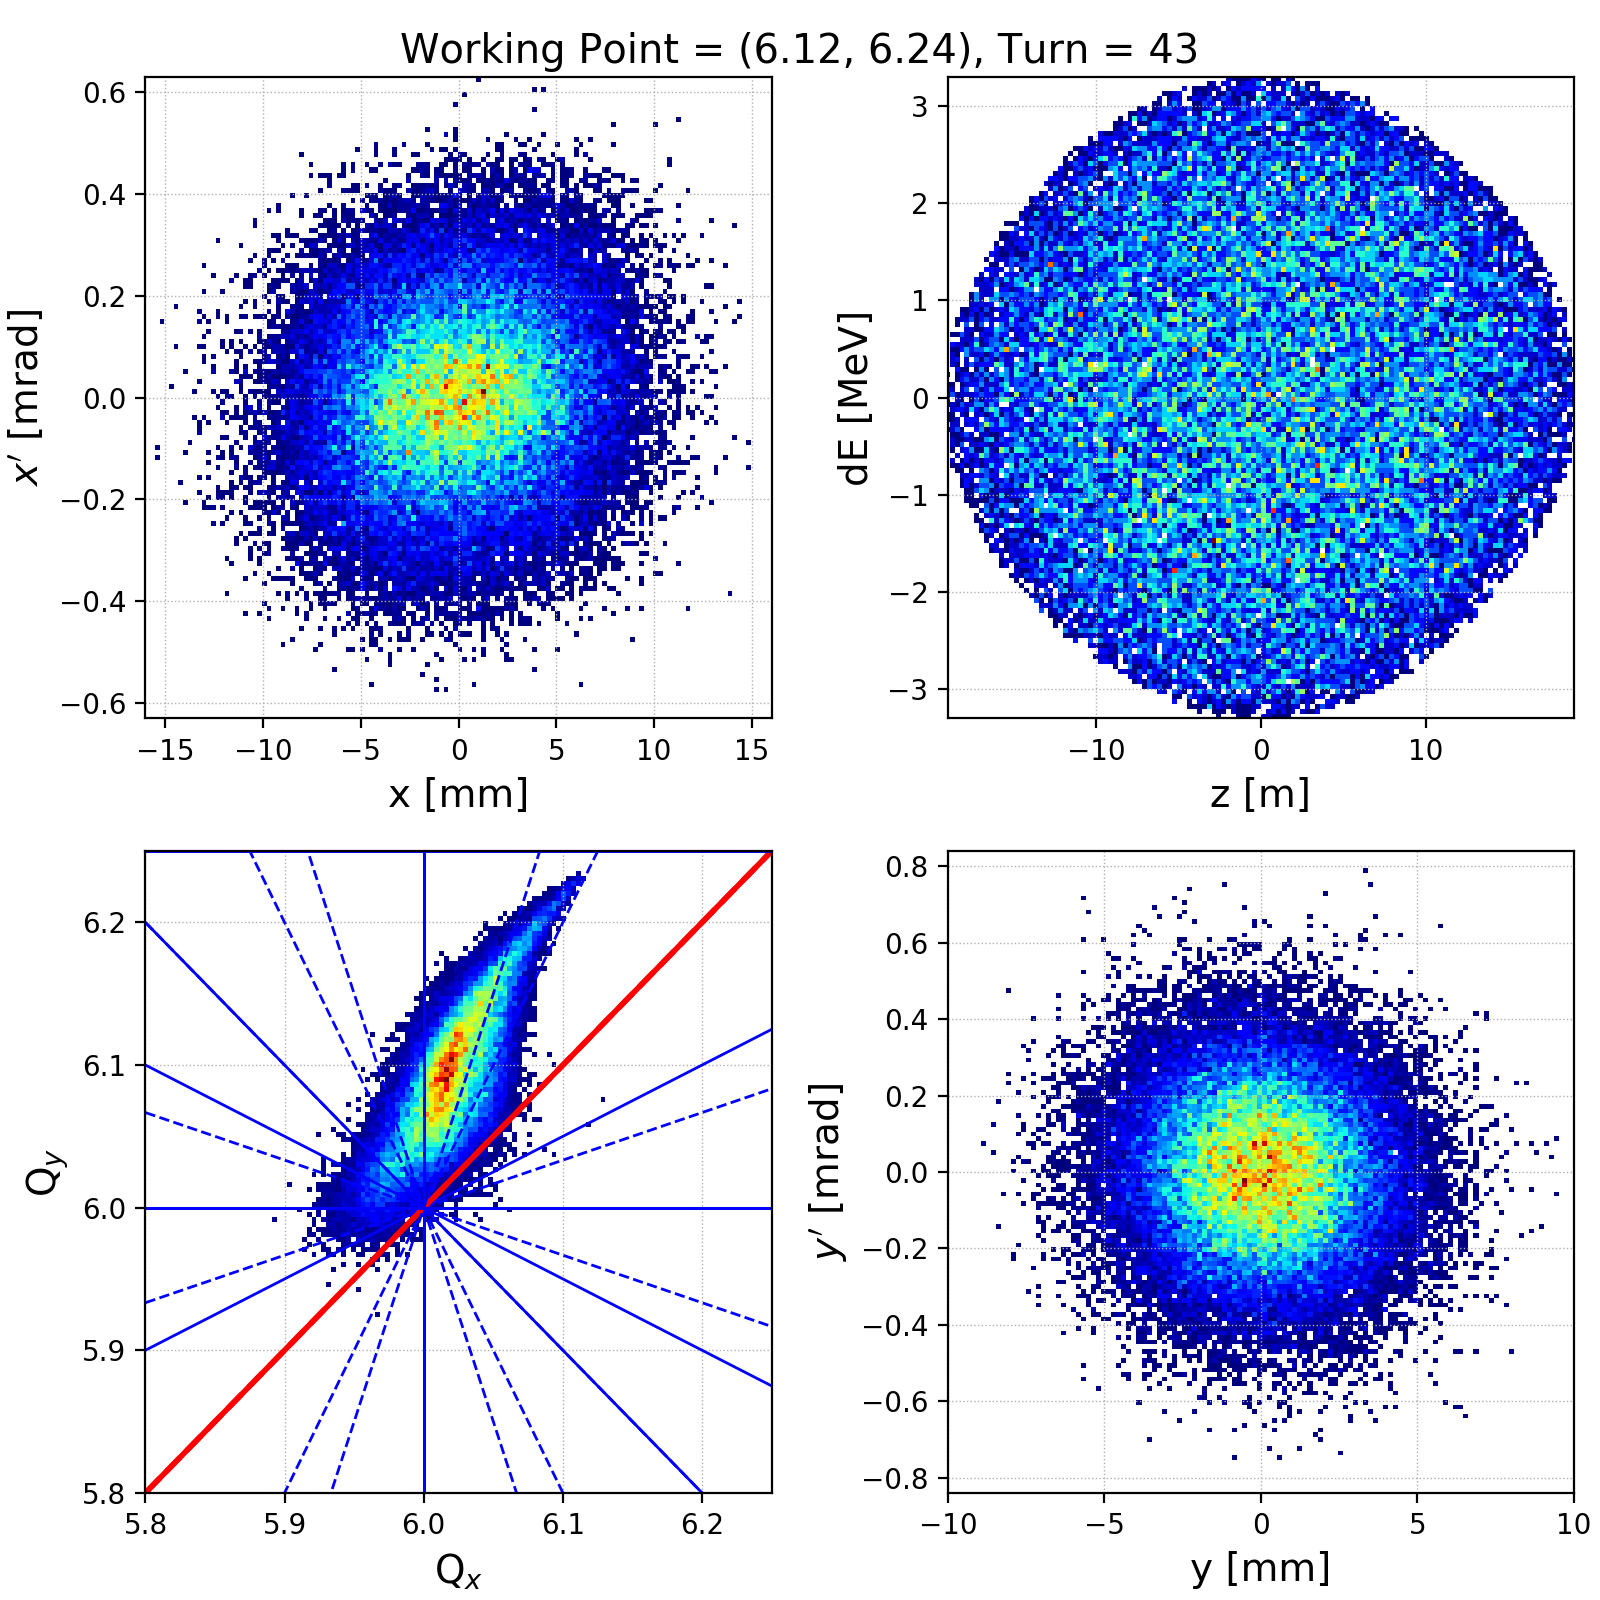 Working Point = (6.12, 6.24), Turn = 43
0.6
0.4
0.2
0.0
−0.2
−0.4
−0.6
x′ [mrad]
−15 −10 −5 0 5 10 15
x [mm]
3
2
1
0
−1
−2
−3
dE [MeV]
−10 0 10
z [m]
6.2
6.1
6.0
5.9
5.8
Qy
5.8 5.9 6.0 6.1 6.2
Qx
0.8
0.6
0.4
0.2
0.0
−0.2
−0.4
−0.6
−0.8
y′ [mrad]
−10 −5 0 5 10
y [mm]